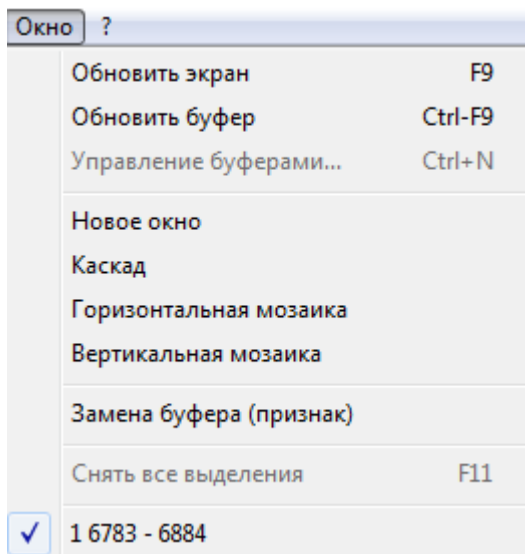 Окно ?
Обновить экран F9
Обновить буфер Ctrl-F9
Управление буферами... Ctrl+N
Новое окно
Каскад
Горизонтальная мозаика
Вертикальная мозаика
Замена буфера (признак)
Снять все выделения F11
1 6783 - 6884